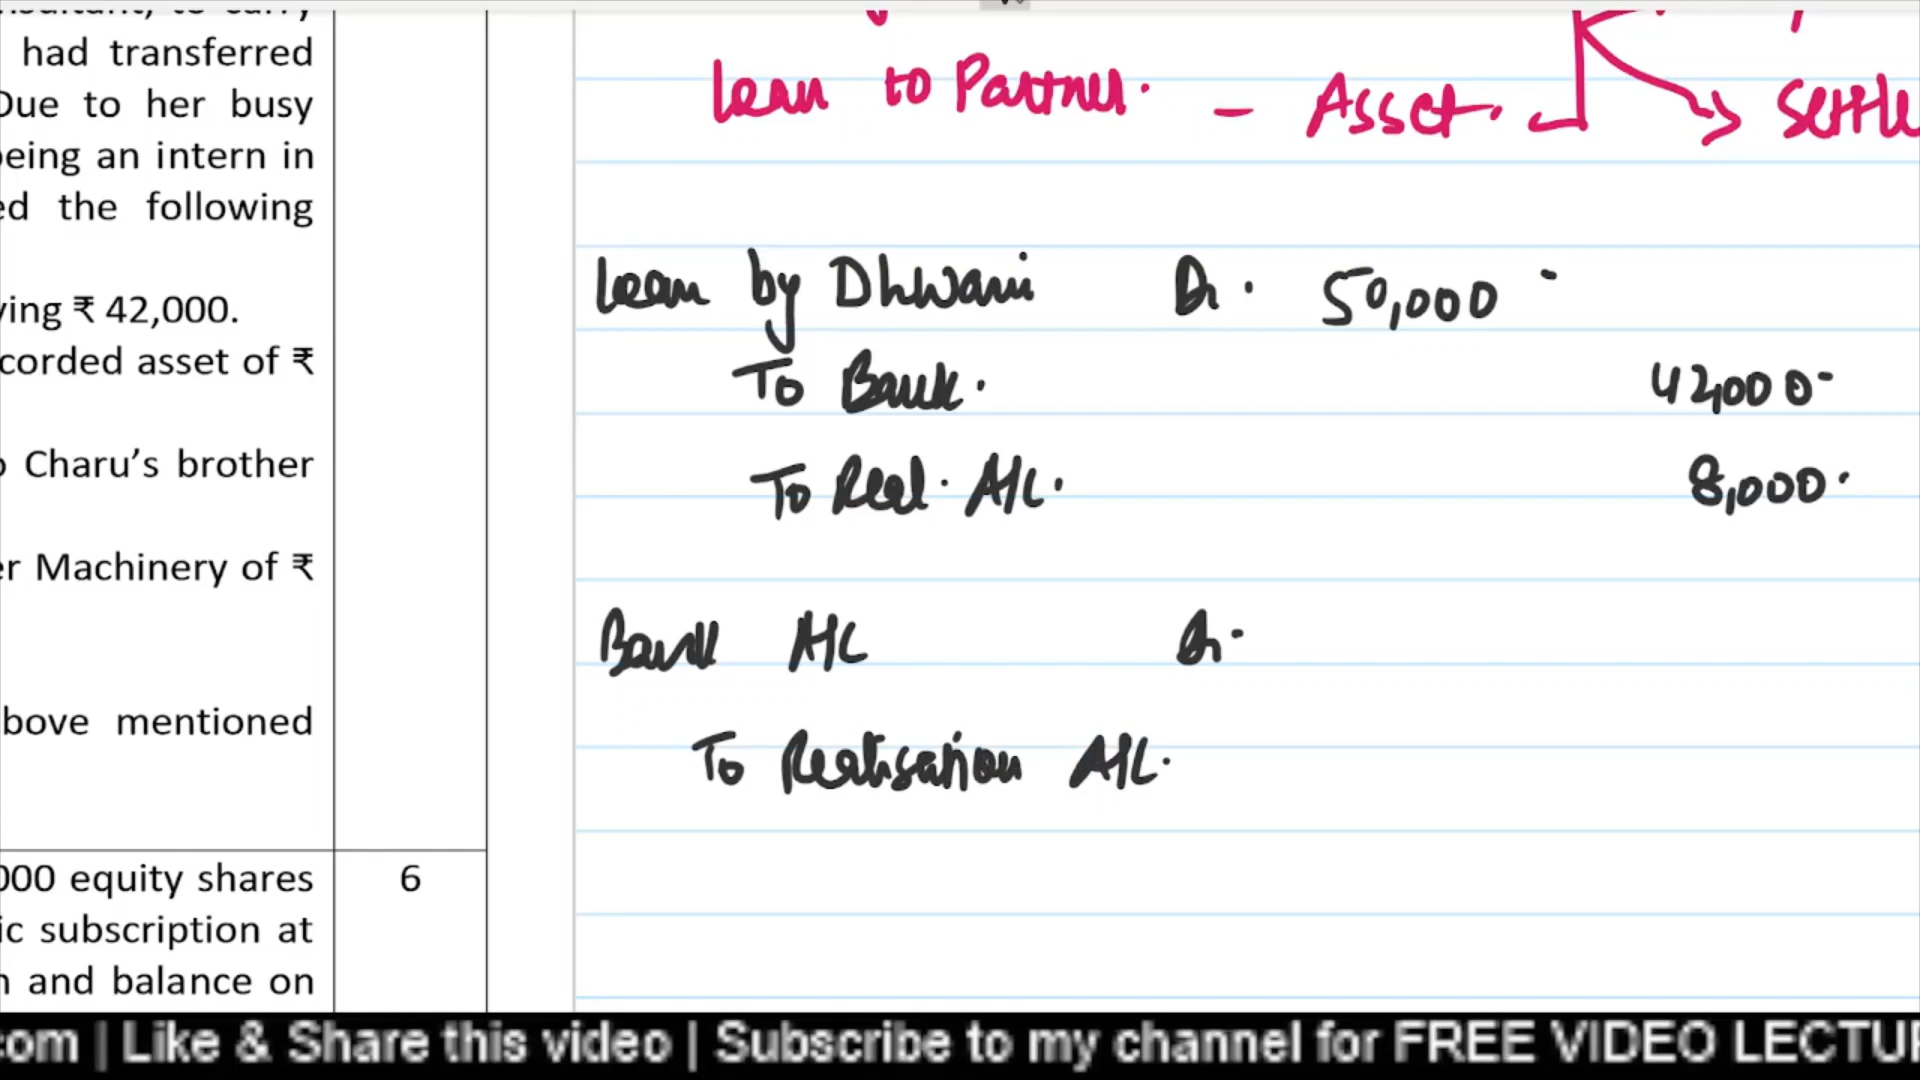 had transferred
Due to her busy
being an intern in
ed the following
ying ₹ 42,000.
corded asset of ₹
o Charu's brother
er Machinery of ₹
bove mentioned
000 equity shares 6
ic subscription at
n and balance on
Loan to Partner. - Asset. Settle
Loan by Dhwani Dr. 50,000
To Bank. 42,000
To Real. A/C. 8,000
Bank A/C Dr.
To Realisation A/C.
com | Like & Share this video | Subscribe to my channel for FREE VIDEO LECTU